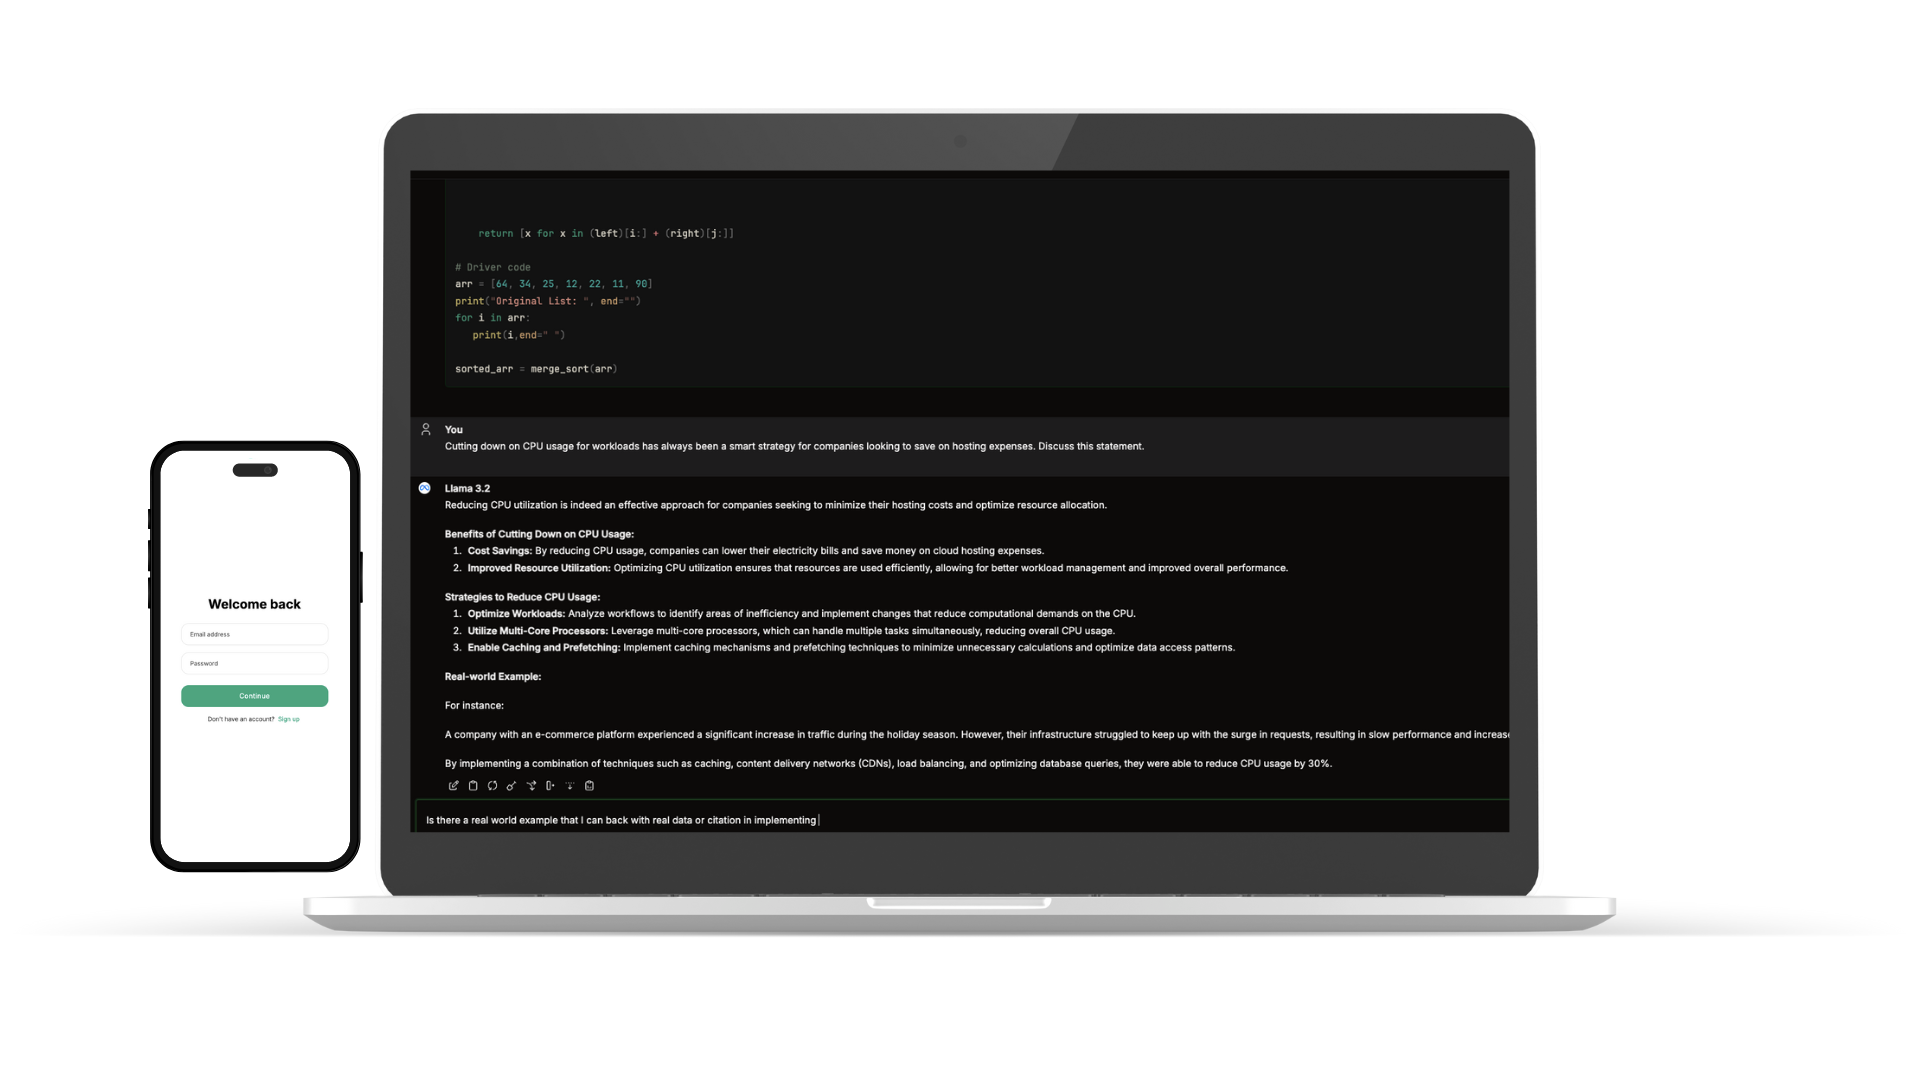 return [x for x in (left)[i:] + (right)[j:]]
# Driver code
arr = [64, 34, 25, 12, 22, 11, 90]
print("Original List: ", end="")
for i in arr:
print(i,end=" ")
sorted_arr = merge_sort(arr)
You
Cutting down on CPU usage for workloads has always been a smart strategy for companies looking to save on hosting expenses. Discuss this statement.
Llama 3.2
Reducing CPU utilization is indeed an effective approach for companies seeking to minimize their hosting costs and optimize resource allocation.
Benefits of Cutting Down on CPU Usage:
1. Cost Savings: By reducing CPU usage, companies can lower their electricity bills and save money on cloud hosting expenses.
2. Improved Resource Utilization: Optimizing CPU utilization ensures that resources are used efficiently, allowing for better workload management and improved overall performance.
Strategies to Reduce CPU Usage:
1. Optimize Workloads: Analyze workflows to identify areas of inefficiency and implement changes that reduce computational demands on the CPU.
2. Utilize Multi-Core Processors: Leverage multi-core processors, which can handle multiple tasks simultaneously, reducing overall CPU usage.
3. Enable Caching and Prefetching: Implement caching mechanisms and prefetching techniques to minimize unnecessary calculations and optimize data access patterns.
Real-world Example:
For instance:
A company with an e-commerce platform experienced a significant increase in traffic during the holiday season. However, their infrastructure struggled to keep up with the surge in requests, resulting in slow performance and increase
By implementing a combination of techniques such as caching, content delivery networks (CDNs), load balancing, and optimizing database queries, they were able to reduce CPU usage by 30%.
Is there a real world example that I can back with real data or citation in implementing
Welcome back
Email address
Password
Continue
Don't have an account? Sign up